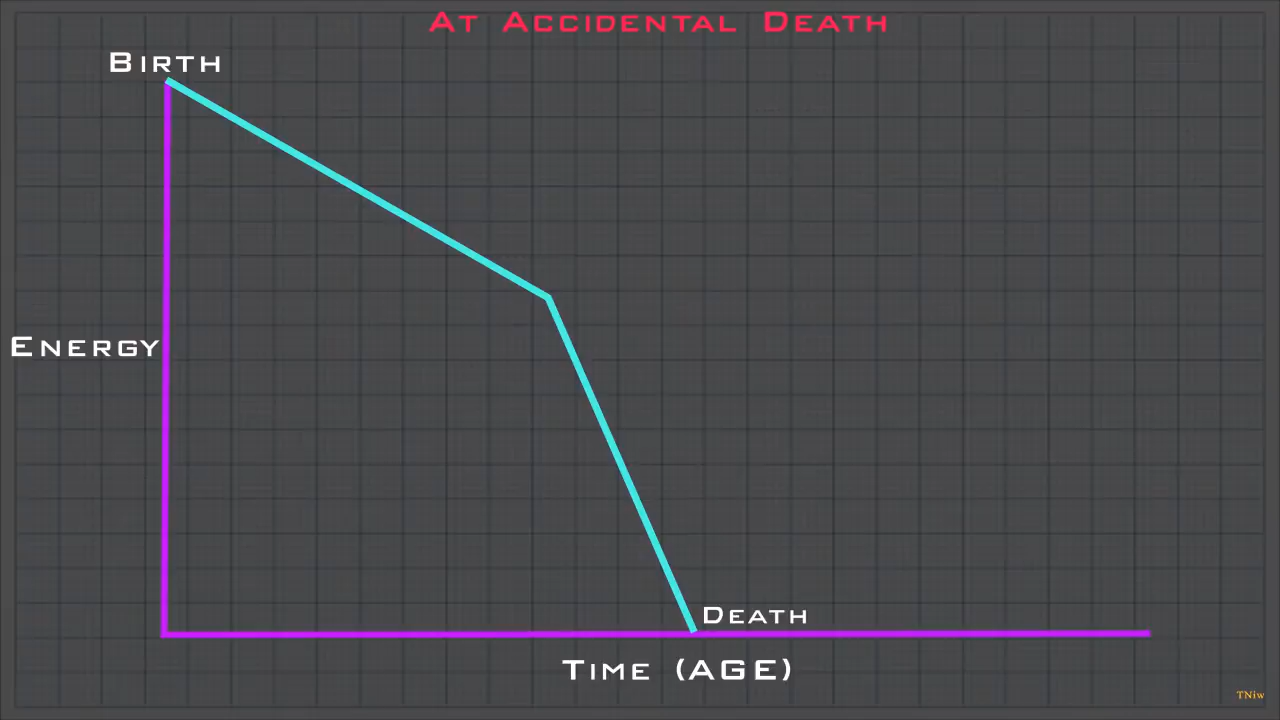 At Accidental Death
Birth
Energy
Death
Time (AGE)
TNiw